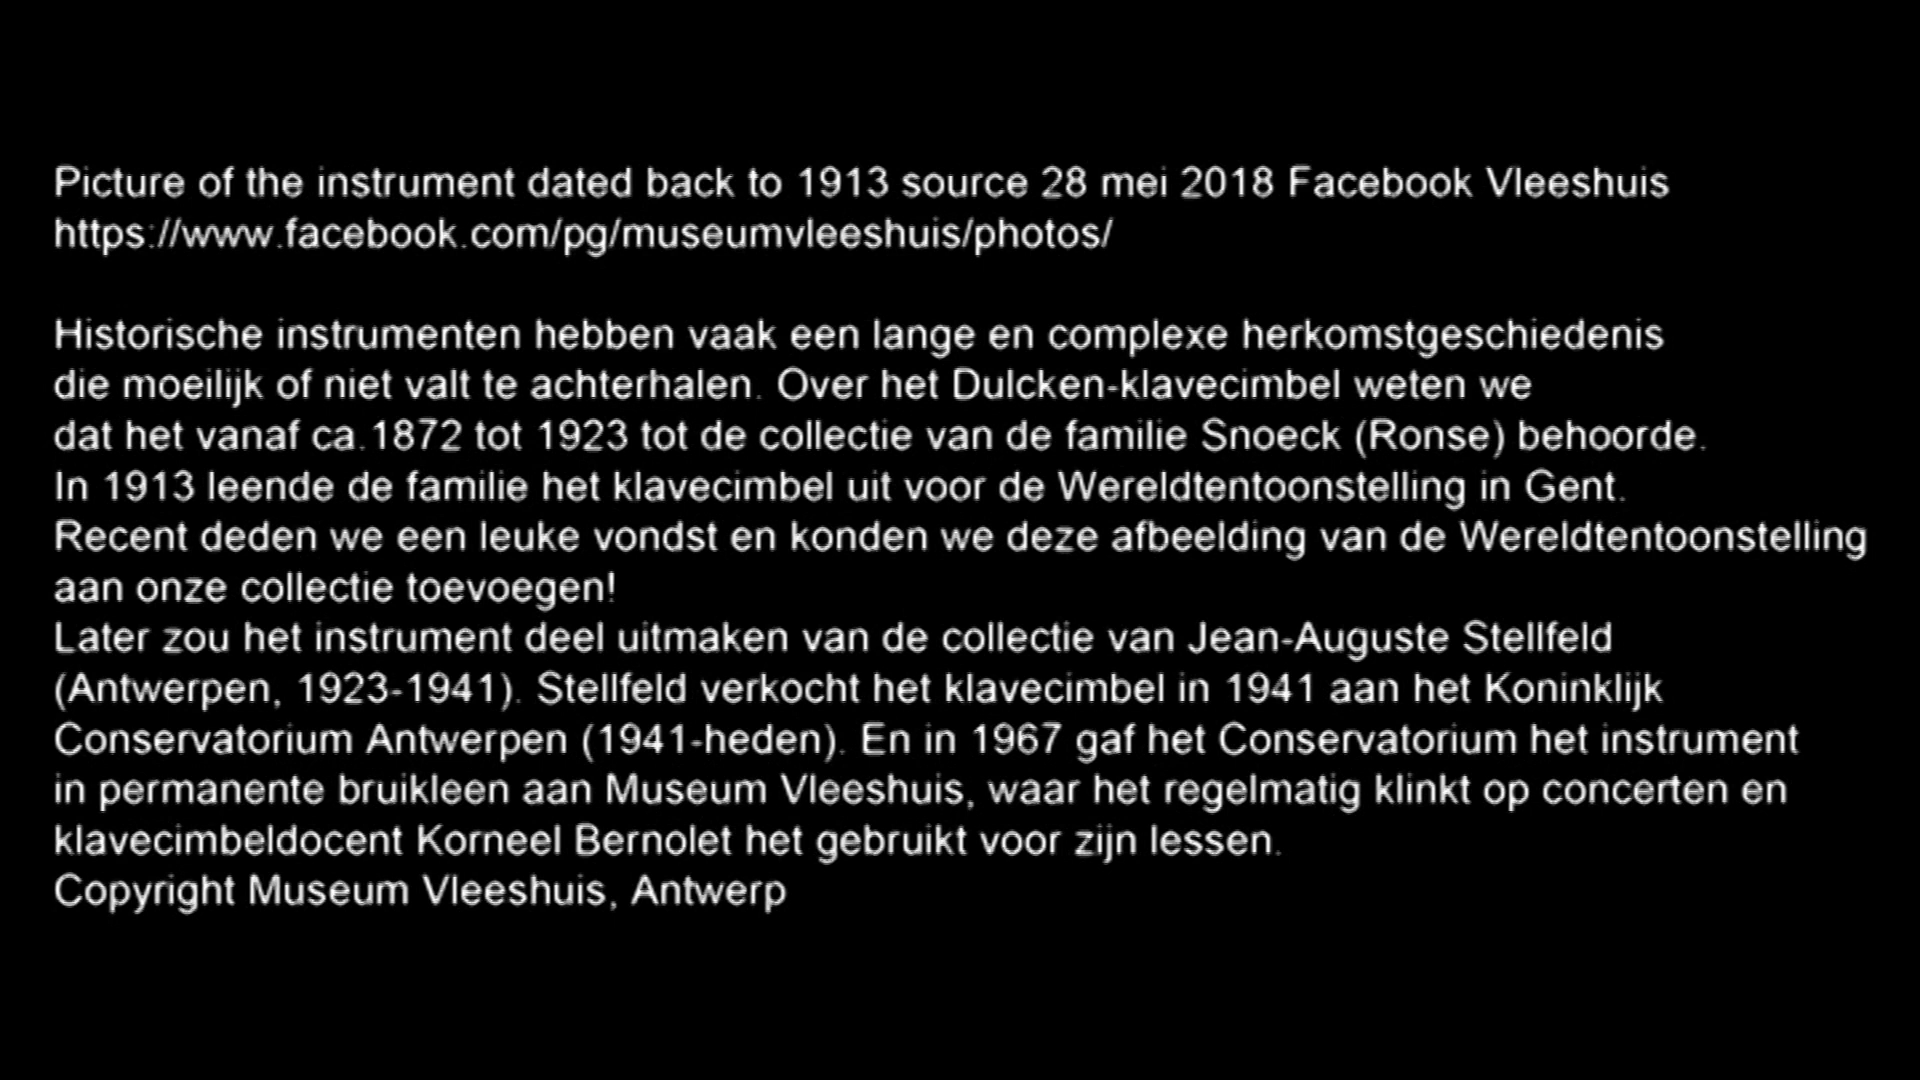 Picture of the instrument dated back to 1913 source 28 mei 2018 Facebook Vleeshuis
https://www.facebook.com/pg/museumvleeshuis/photos/
Historische instrumenten hebben vaak een lange en complexe herkomstgeschiedenis
die moeilijk of niet valt te achterhalen. Over het Dulcken-klavecimbel weten we
dat het vanaf ca.1872 tot 1923 tot de collectie van de familie Snoeck (Ronse) behoorde.
In 1913 leende de familie het klavecimbel uit voor de Wereldtentoonstelling in Gent.
Recent deden we een leuke vondst en konden we deze afbeelding van de Wereldtentoonstelling
aan onze collectie toevoegen!
Later zou het instrument deel uitmaken van de collectie van Jean-Auguste Stellfeld
(Antwerpen, 1923-1941). Stellfeld verkocht het klavecimbel in 1941 aan het Koninklijk
Conservatorium Antwerpen (1941-heden). En in 1967 gaf het Conservatorium het instrument
in permanente bruikleen aan Museum Vleeshuis, waar het regelmatig klinkt op concerten en
klavecimbeldocent Korneel Bernolet het gebruikt voor zijn lessen.
Copyright Museum Vleeshuis, Antwerp